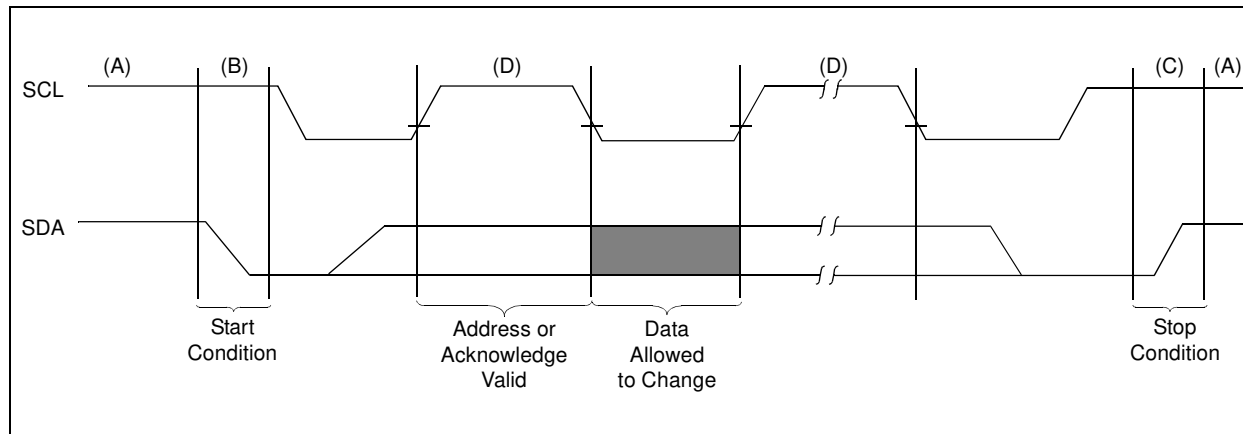 (A)
(B)
(D)
(D)
(C)
(A)
SCL
SDA
Start
Condition
Address or
Acknowledge
Valid
Data
Allowed
to Change
Stop
Condition